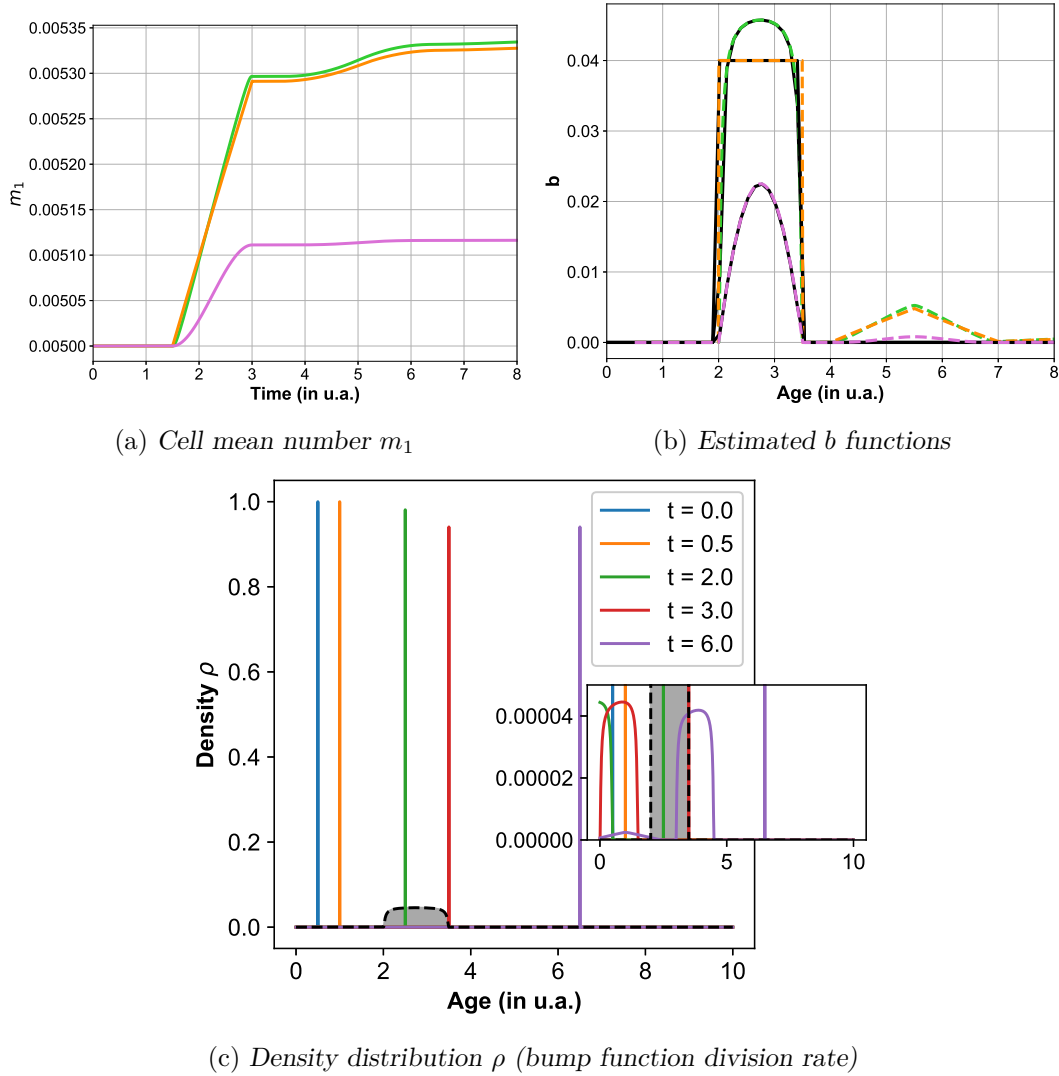 0.00535
0.00530
0.00525
0.00520
0.00515
0.00510
0.00505
0.00500
m₁
0 1 2 3 4 5 6 7 8
Time (in u.a.)
(a) Cell mean number m₁
0.04
0.03
0.02
0.01
0.00
b
0 1 2 3 4 5 6 7 8
Age (in u.a.)
(b) Estimated b functions
1.0
0.8
0.6
0.4
0.2
0.0
Density ρ
t = 0.0
t = 0.5
t = 2.0
t = 3.0
t = 6.0
0.00004
0.00002
0.00000
0 5 10
0 2 4 6 8 10
Age (in u.a.)
(c) Density distribution ρ (bump function division rate)